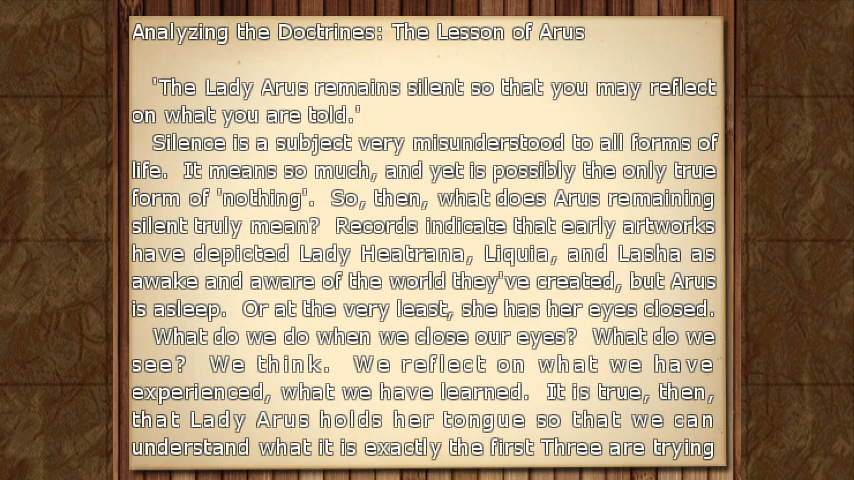 Analyzing the Doctrines: The Lesson of Arus
'The Lady Arus remains silent so that you may reflect
on what you are told.'
Silence is a subject very misunderstood to all forms of
life. It means so much, and yet is possibly the only true
form of 'nothing'. So, then, what does Arus remaining
silent truly mean? Records indicate that early artworks
have depicted Lady Heatrana, Liquia, and Lasha as
awake and aware of the world they've created, but Arus
is asleep. Or at the very least, she has her eyes closed.
What do we do when we close our eyes? What do we
see? We think. We reflect on what we have
experienced, what we have learned. It is true, then,
that Lady Arus holds her tongue so that we can
understand what it is exactly the first Three are trying